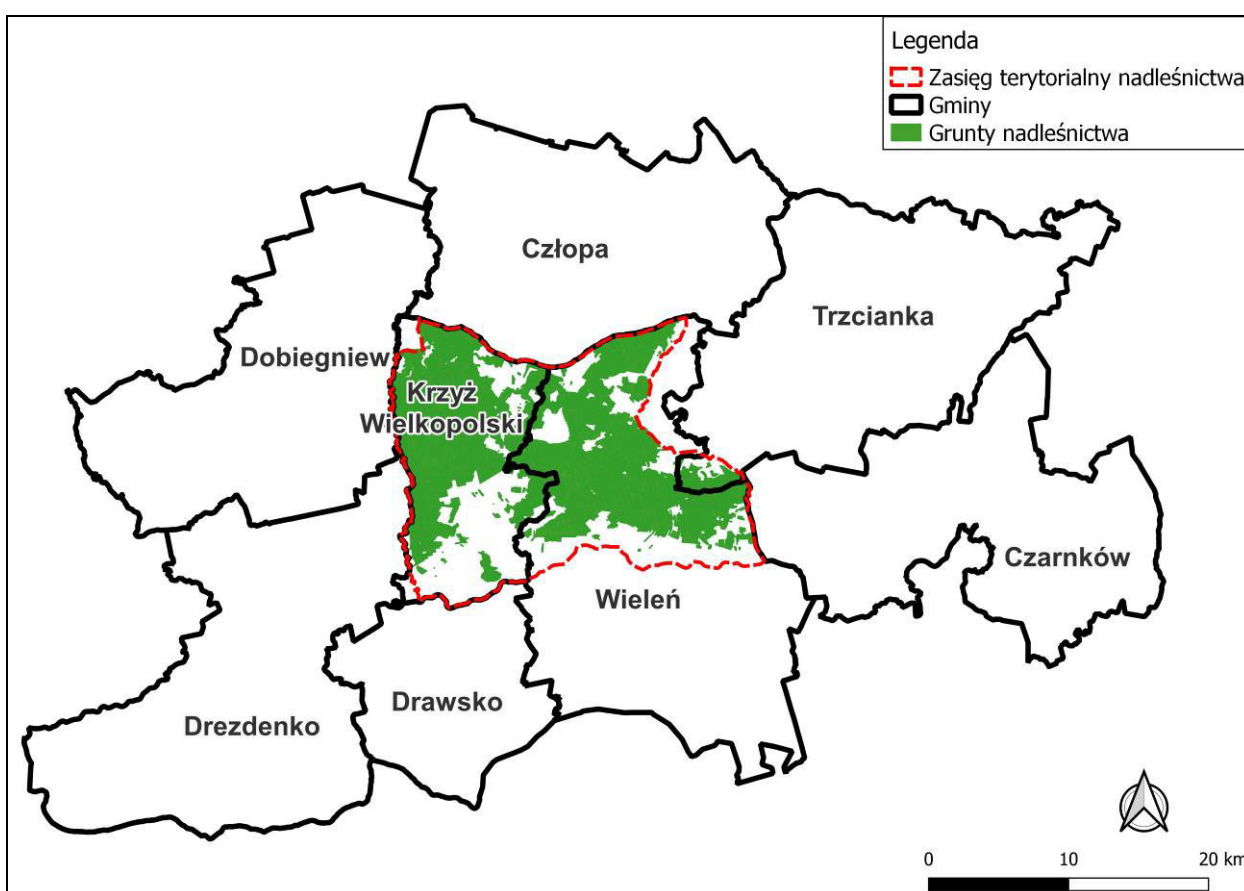 Legenda
Zasięg terytorialny nadleśnictwa
Gminy
Grunty nadleśnictwa
Człopa
Trzcianka
Dobiegniew
Krzyż
Wielkopolski
Czarnków
Wieleń
Drawsko
Drezdenko
0 10 20 km